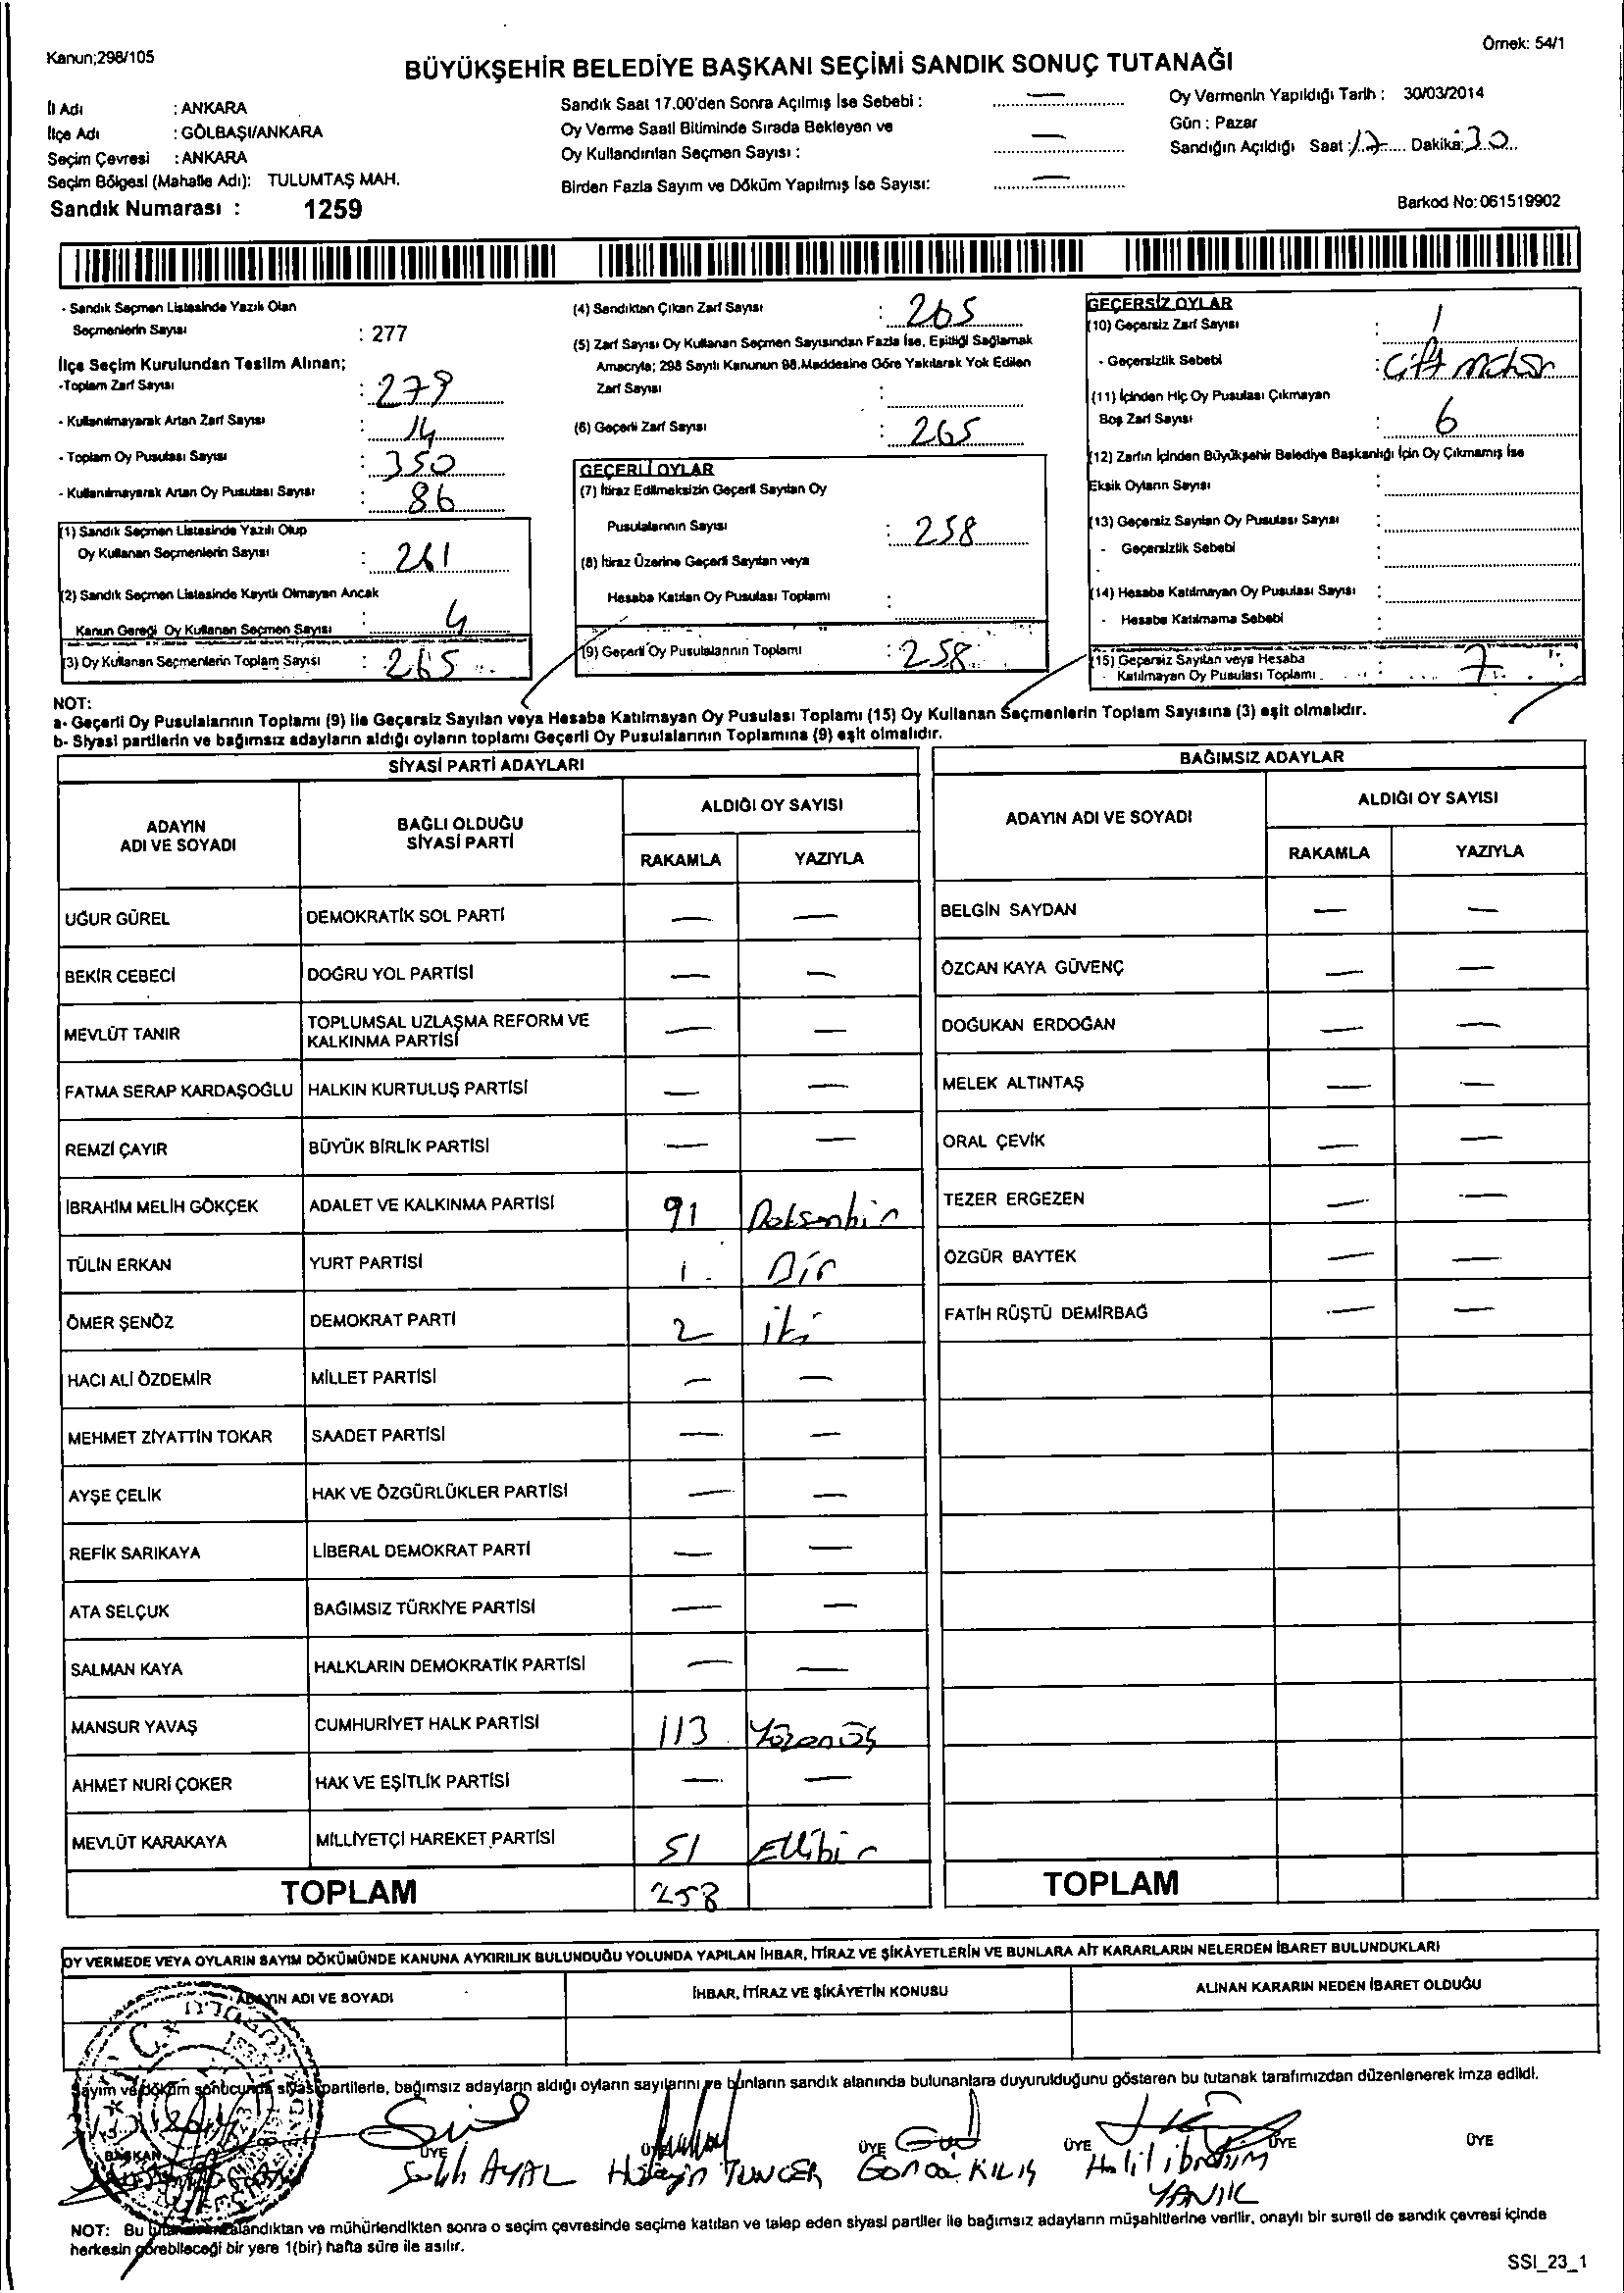 Kanun;298/105
Örnek: 54/1
BÜYÜKŞEHİR BELEDİYE BAŞKANI SEÇİMİ SANDIK SONUÇ TUTANAĞI
İl Adı : ANKARA
İlçe Adı : GÖLBAŞI/ANKARA
Seçim Çevresi : ANKARA
Seçim Bölgesi (Mahalle Adı): TULUMTAŞ MAH.
Sandık Numarası : 1259
Sandık Saat 17.00'den Sonra Açılmış İse Sebebi : —
Oy Verme Saati Bitiminde Sırada Bekleyen ve
Oy Kullandırılan Seçmen Sayısı : —
Birden Fazla Sayım ve Döküm Yapılmış İse Sayısı: —
Oy Vermenin Yapıldığı Tarih : 30/03/2014
Gün : Pazar
Sandığın Açıldığı Saat : 17 Dakika: 30
Barkod No: 061519902
- Sandık Seçmen Listesinde Yazılı Olan
Seçmenlerin Sayısı : 277
İlçe Seçim Kurulundan Teslim Alınan;
-Toplam Zarf Sayısı : 279
- Kullanılmayarak Artan Zarf Sayısı : 14
- Toplam Oy Pusulası Sayısı : 350
- Kullanılmayarak Artan Oy Pusulası Sayısı : 86
(1) Sandık Seçmen Listesinde Yazılı Olup
Oy Kullanan Seçmenlerin Sayısı : 261
(2) Sandık Seçmen Listesinde Kayıtlı Olmayan Ancak
Kanun Gereği Oy Kullanan Seçmen Sayısı : 4
(3) Oy Kullanan Seçmenlerin Toplam Sayısı : 265
(4) Sandıktan Çıkan Zarf Sayısı : 265
(5) Zarf Sayısı Oy Kullanan Seçmen Sayısından Fazla İse, Eşitliği Sağlamak
Amacıyla; 298 Sayılı Kanunun 98.Maddesine Göre Yakılarak Yok Edilen
Zarf Sayısı :
(6) Geçerli Zarf Sayısı : 265
GEÇERLİ OYLAR
(7) İtiraz Edilmeksizin Geçerli Sayılan Oy
Pusulalarının Sayısı : 258
(8) İtiraz Üzerine Geçerli Sayılan veya
Hesaba Katılan Oy Pusulası Toplamı :
(9) Geçerli Oy Pusulalarının Toplamı : 258
GEÇERSİZ OYLAR
(10) Geçersiz Zarf Sayısı : 1
- Geçersizlik Sebebi : Çift mühür
(11) İçinden Hiç Oy Pusulası Çıkmayan
Boş Zarf Sayısı : 6
(12) Zarfın İçinden Büyükşehir Belediye Başkanlığı İçin Oy Çıkmamış İse
Eksik Oyların Sayısı :
(13) Geçersiz Sayılan Oy Pusulası Sayısı :
- Geçersizlik Sebebi :
(14) Hesaba Katılmayan Oy Pusulası Sayısı :
- Hesaba Katılmama Sebebi :
(15) Geçersiz Sayılan veya Hesaba
Katılmayan Oy Pusulası Toplamı : 7
NOT:
a- Geçerli Oy Pusulalarının Toplamı (9) ile Geçersiz Sayılan veya Hesaba Katılmayan Oy Pusulası Toplamı (15) Oy Kullanan Seçmenlerin Toplam Sayısına (3) eşit olmalıdır.
b- Siyasi partilerin ve bağımsız adayların aldığı oyların toplamı Geçerli Oy Pusulalarının Toplamına (9) eşit olmalıdır.
SİYASİ PARTİ ADAYLARI
ADAYIN ADI VE SOYADI
BAĞLI OLDUĞU SİYASİ PARTİ
ALDIĞI OY SAYISI
RAKAMLA YAZIYLA
UĞUR GÜREL DEMOKRATİK SOL PARTİ — —
BEKİR CEBECİ DOĞRU YOL PARTİSİ — —
MEVLÜT TANIR TOPLUMSAL UZLAŞMA REFORM VE KALKINMA PARTİSİ — —
FATMA SERAP KARDAŞOĞLU HALKIN KURTULUŞ PARTİSİ — —
REMZİ ÇAYIR BÜYÜK BİRLİK PARTİSİ — —
İBRAHİM MELİH GÖKÇEK ADALET VE KALKINMA PARTİSİ 91 Doksanbir
TÜLİN ERKAN YURT PARTİSİ 1 Bir
ÖMER ŞENÖZ DEMOKRAT PARTİ 2 iki
HACI ALİ ÖZDEMİR MİLLET PARTİSİ — —
MEHMET ZİYATTİN TOKAR SAADET PARTİSİ — —
AYŞE ÇELİK HAK VE ÖZGÜRLÜKLER PARTİSİ — —
REFİK SARIKAYA LİBERAL DEMOKRAT PARTİ — —
ATA SELÇUK BAĞIMSIZ TÜRKİYE PARTİSİ — —
SALMAN KAYA HALKLARIN DEMOKRATİK PARTİSİ — —
MANSUR YAVAŞ CUMHURİYET HALK PARTİSİ 113 Yüzonüç
AHMET NURİ ÇOKER HAK VE EŞİTLİK PARTİSİ — —
MEVLÜT KARAKAYA MİLLİYETÇİ HAREKET PARTİSİ 51 Ellibir
TOPLAM 258
BAĞIMSIZ ADAYLAR
ADAYIN ADI VE SOYADI
ALDIĞI OY SAYISI
RAKAMLA YAZIYLA
BELGİN SAYDAN — —
ÖZCAN KAYA GÜVENÇ — —
DOĞUKAN ERDOĞAN — —
MELEK ALTINTAŞ — —
ORAL ÇEVİK — —
TEZER ERGEZEN — —
ÖZGÜR BAYTEK — —
FATİH RÜŞTÜ DEMİRBAĞ — —
TOPLAM
OY VERMEDE VEYA OYLARIN SAYIM DÖKÜMÜNDE KANUNA AYKIRILIK BULUNDUĞU YOLUNDA YAPILAN İHBAR, İTİRAZ VE ŞİKÂYETLERİN VE BUNLARA AİT KARARLARIN NELERDEN İBARET BULUNDUKLARI
ADAYIN ADI VE SOYADI
İHBAR, İTİRAZ VE ŞİKÂYETİN KONUSU
ALINAN KARARIN NEDEN İBARET OLDUĞU
Sayım ve döküm sonucunda siyasi partilerle, bağımsız adayların aldığı oyların sayılarını ve bunların sandık alanında bulunanlara duyurulduğunu gösteren bu tutanak tarafımızdan düzenlenerek imza edildi.
BAŞKAN ÜYE ÜYE ÜYE ÜYE ÜYE ÜYE
Salih AYAL Hüseyin TUNCER Gonca KILIÇ Halil ibrahim
YANIK
NOT: Bu tutanak imzalandıktan ve mühürlendikten sonra o seçim çevresinde seçime katılan ve talep eden siyasi partiler ile bağımsız adayların müşahitlerine verilir, onaylı bir sureti de sandık çevresi içinde
herkesin görebileceği bir yere 1(bir) hafta süre ile asılır.
SSI_23_1